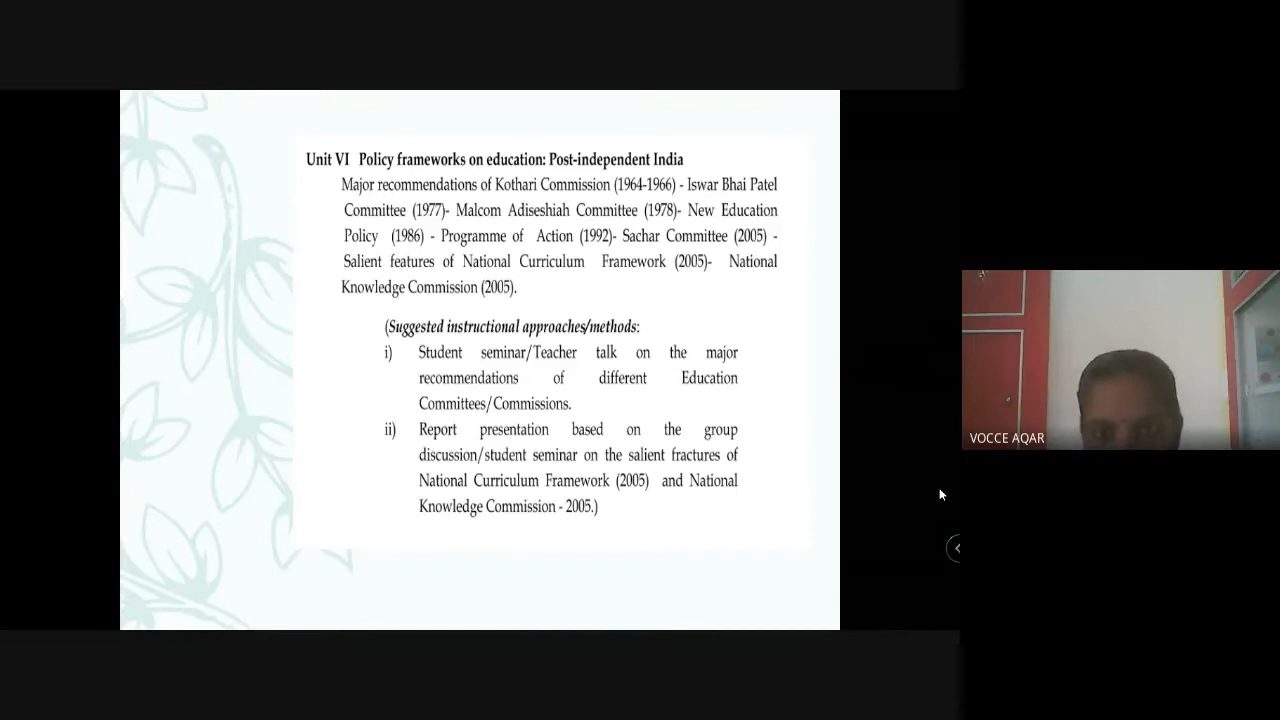 Unit VI Policy frameworks on education: Post-independent India
Major recommendations of Kothari Commission (1964-1966) - Iswar Bhai Patel
Committee (1977)- Malcom Adiseshiah Committee (1978)- New Education
Policy (1986) - Programme of Action (1992)- Sachar Committee (2005) -
Salient features of National Curriculum Framework (2005)- National
Knowledge Commission (2005).
(Suggested instructional approaches/methods:
i) Student seminar/Teacher talk on the major
recommendations of different Education
Committees/Commissions.
ii) Report presentation based on the group
discussion/student seminar on the salient fractures of
National Curriculum Framework (2005) and National
Knowledge Commission - 2005.)
VOCCE AQAR